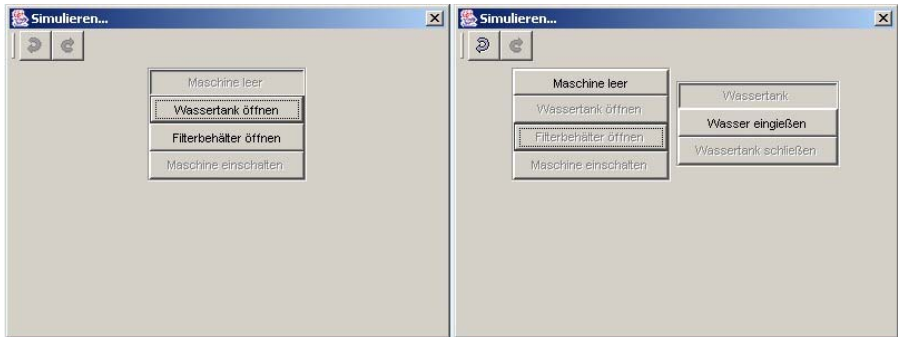 Simulieren...
Maschine leer
Wassertank öffnen
Filterbehälter öffnen
Maschine einschalten
Simulieren...
Maschine leer
Wassertank öffnen
Filterbehälter öffnen
Maschine einschalten
Wassertank
Wasser eingießen
Wassertank schließen